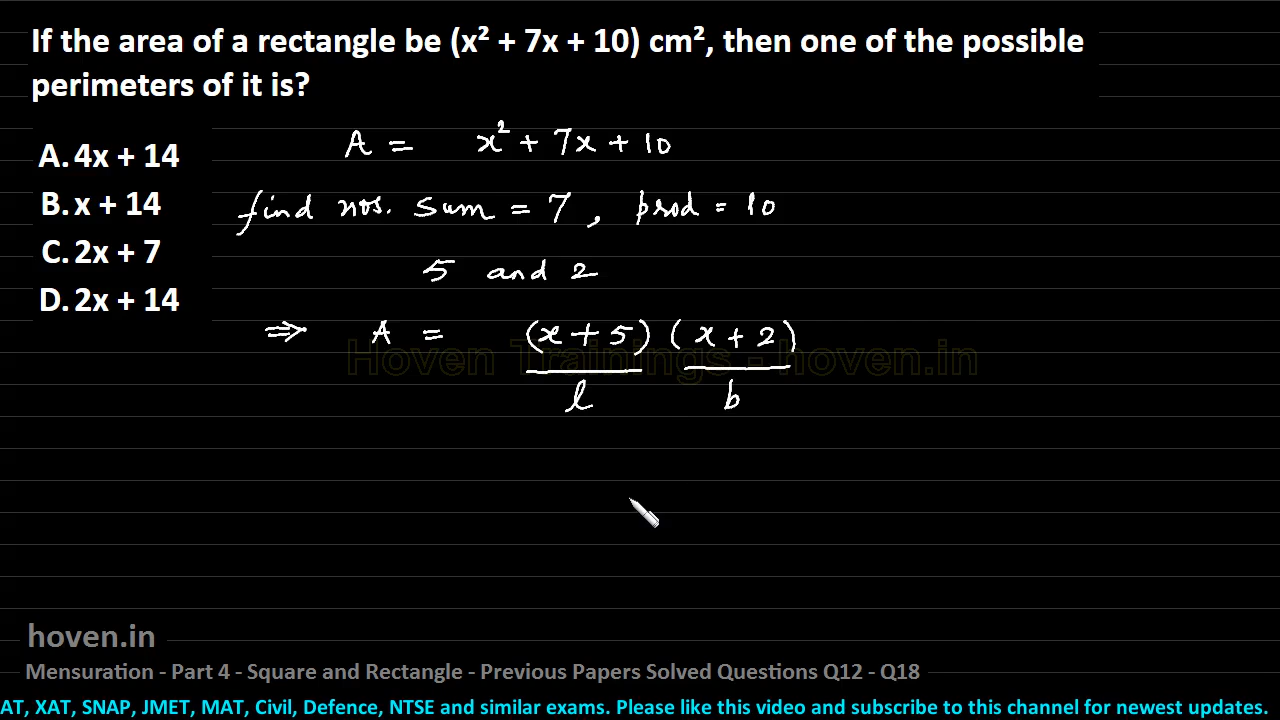 If the area of a rectangle be (x² + 7x + 10) cm², then one of the possible
perimeters of it is?
A. 4x + 14
B. x + 14
C. 2x + 7
D. 2x + 14
A = x² + 7x + 10
find nos. sum = 7, prod = 10
5 and 2
⇒ A = (x + 5) (x + 2)
l b
Hoven Trainings - hoven.in
hoven.in
Mensuration - Part 4 - Square and Rectangle - Previous Papers Solved Questions Q12 - Q18
AT, XAT, SNAP, JMET, MAT, Civil, Defence, NTSE and similar exams. Please like this video and subscribe to this channel for newest updates.